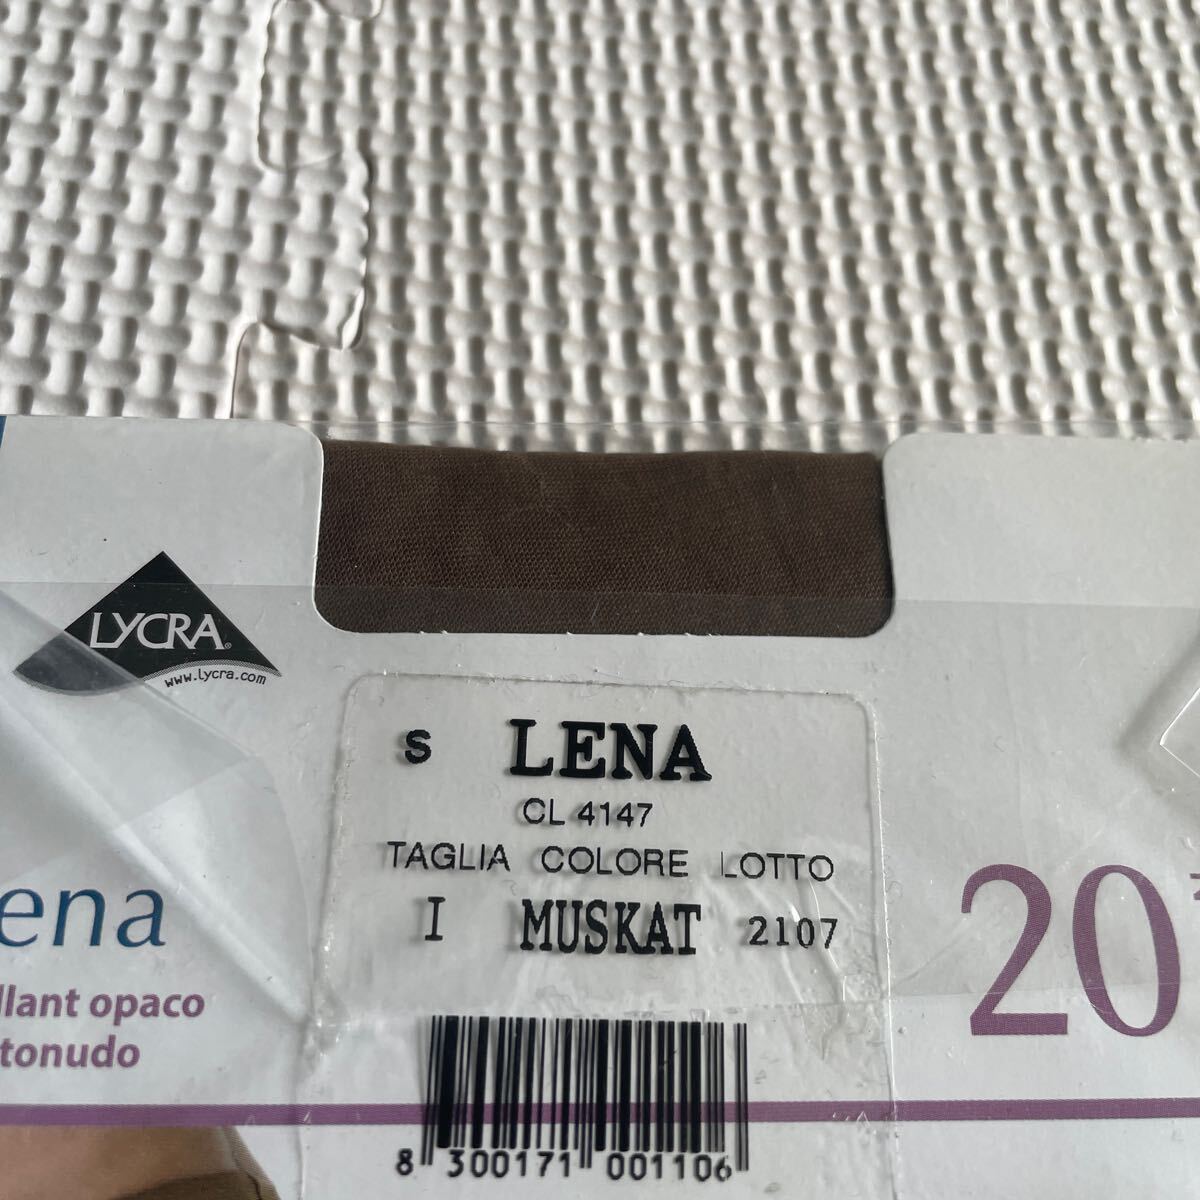 LYCRA®
www.lycra.com
S LENA
CL 4147
TAGLIA COLORE LOTTO
I MUSKAT 2107
ena
llant opaco
tonudo
20
8 300171 001106